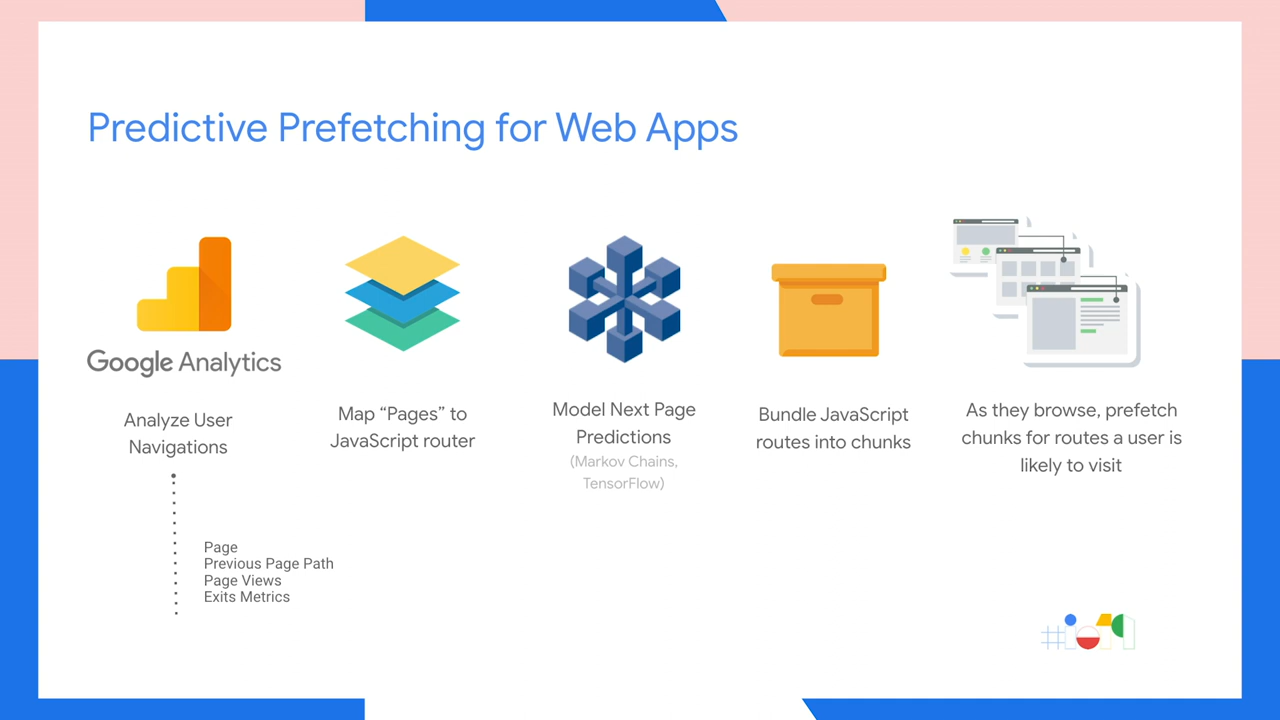 Predictive Prefetching for Web Apps
Google Analytics
Analyze User
Navigations
Page
Previous Page Path
Page Views
Exits Metrics
Map “Pages” to
JavaScript router
Model Next Page
Predictions
(Markov Chains,
TensorFlow)
Bundle JavaScript
routes into chunks
As they browse, prefetch
chunks for routes a user is
likely to visit
#io19